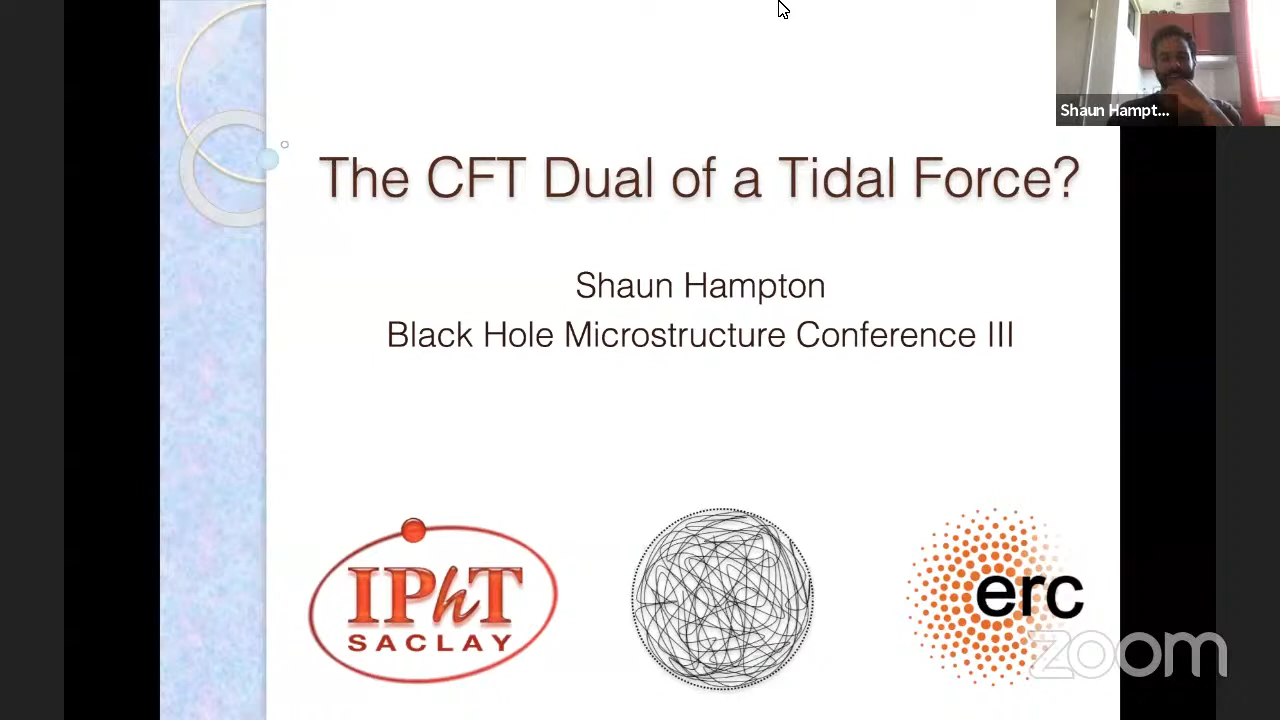 Shaun Hampt...
The CFT Dual of a Tidal Force?
Shaun Hampton
Black Hole Microstructure Conference III
IPhT
SACLAY
erc
zoom